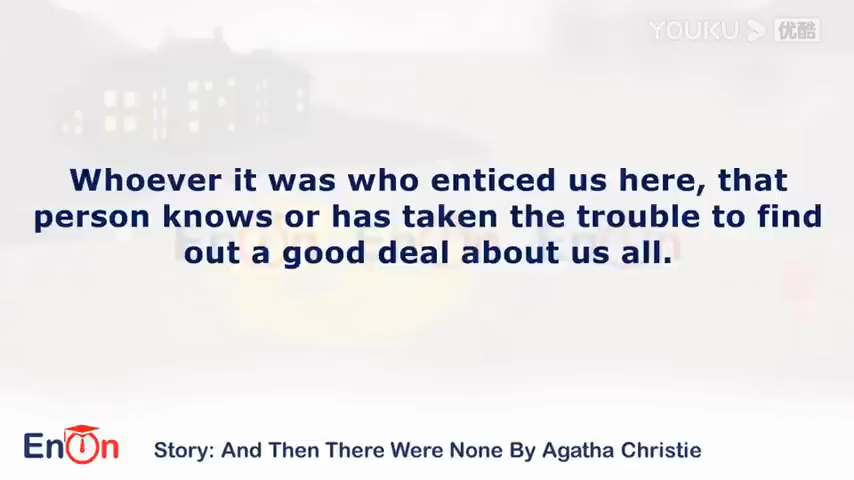 YOUKU 优酷
Whoever it was who enticed us here, that
person knows or has taken the trouble to find
out a good deal about us all.
EnOn
Story: And Then There Were None By Agatha Christie